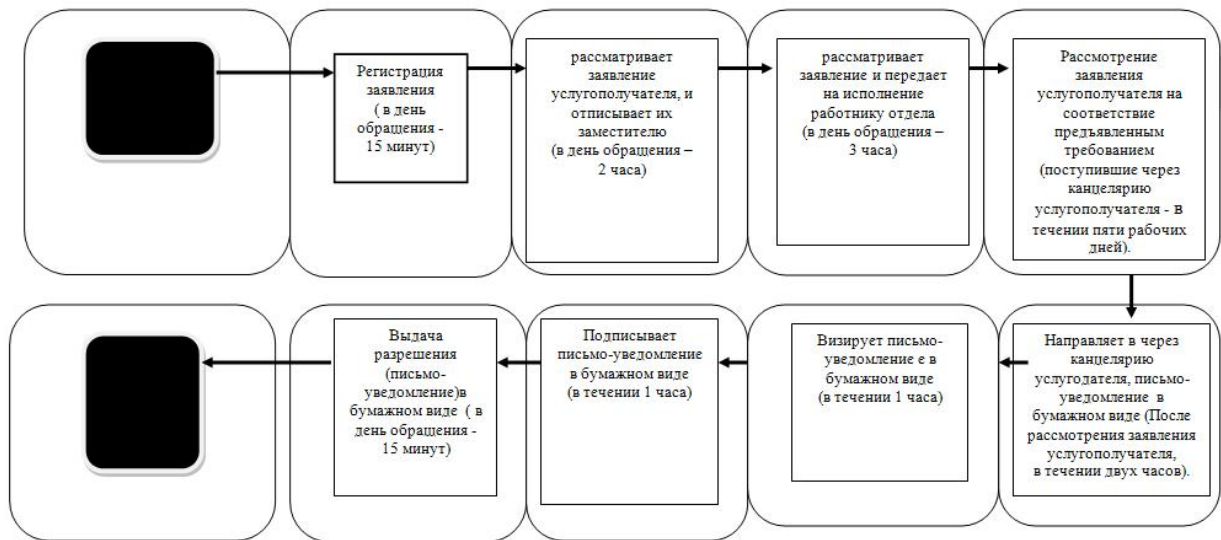 Регистрация
заявления
( в день
обращения -
15 минут)
рассматривает
заявление
услугополучателя, и
отписывает их
заместителю
(в день обращения –
2 часа)
рассматривает
заявление и передает
на исполнение
работнику отдела
(в день обращения –
3 часа)
Рассмотрение
заявления
услугополучателя на
соответствие
предъявленным
требованием
(поступившие через
канцелярию
услугополучателя - в
течении пяти рабочих
дней).
Выдача
разрешения
(письмо-
уведомление)в
бумажном виде ( в
день обращения -
15 минут)
Подписывает
письмо-уведомление
в бумажном виде
(в течении 1 часа)
Визирует письмо-
уведомление е в
бумажном виде
(в течении 1 часа)
Направляет в через
канцелярию
услугодателя, письмо-
уведомление в
бумажном виде (После
рассмотрения заявления
услугополучателя,
в течении двух часов).